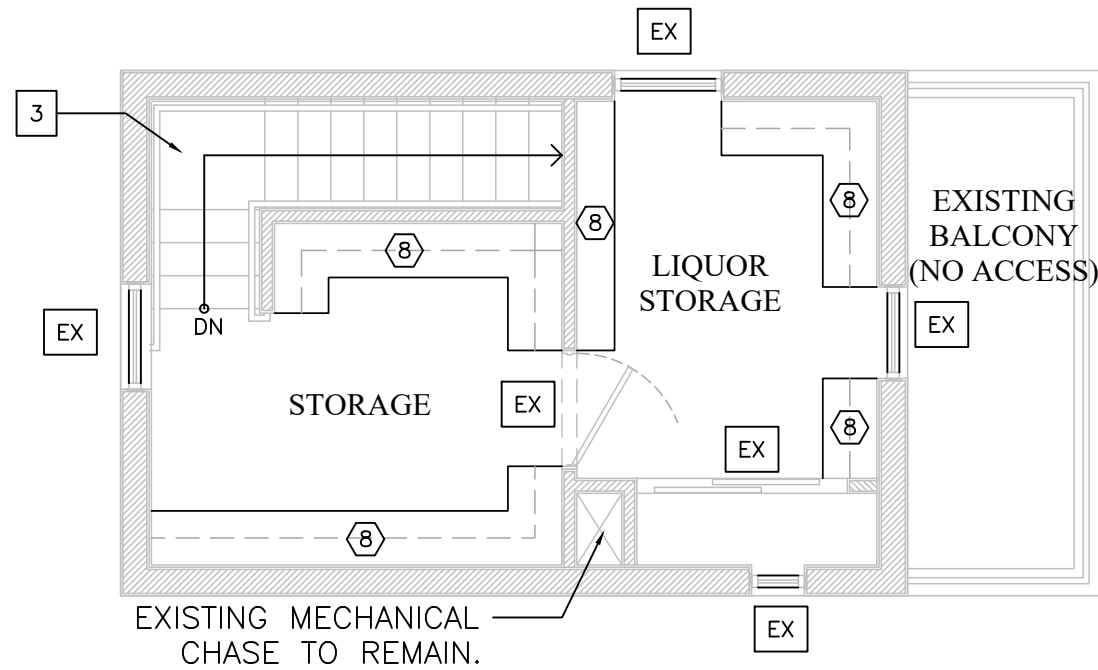 EX
3
8
8
8
EXISTING
BALCONY
(NO ACCESS)
LIQUOR
STORAGE
DN
EX
EX
STORAGE
EX
8
EX
8
EXISTING MECHANICAL
CHASE TO REMAIN.
EX